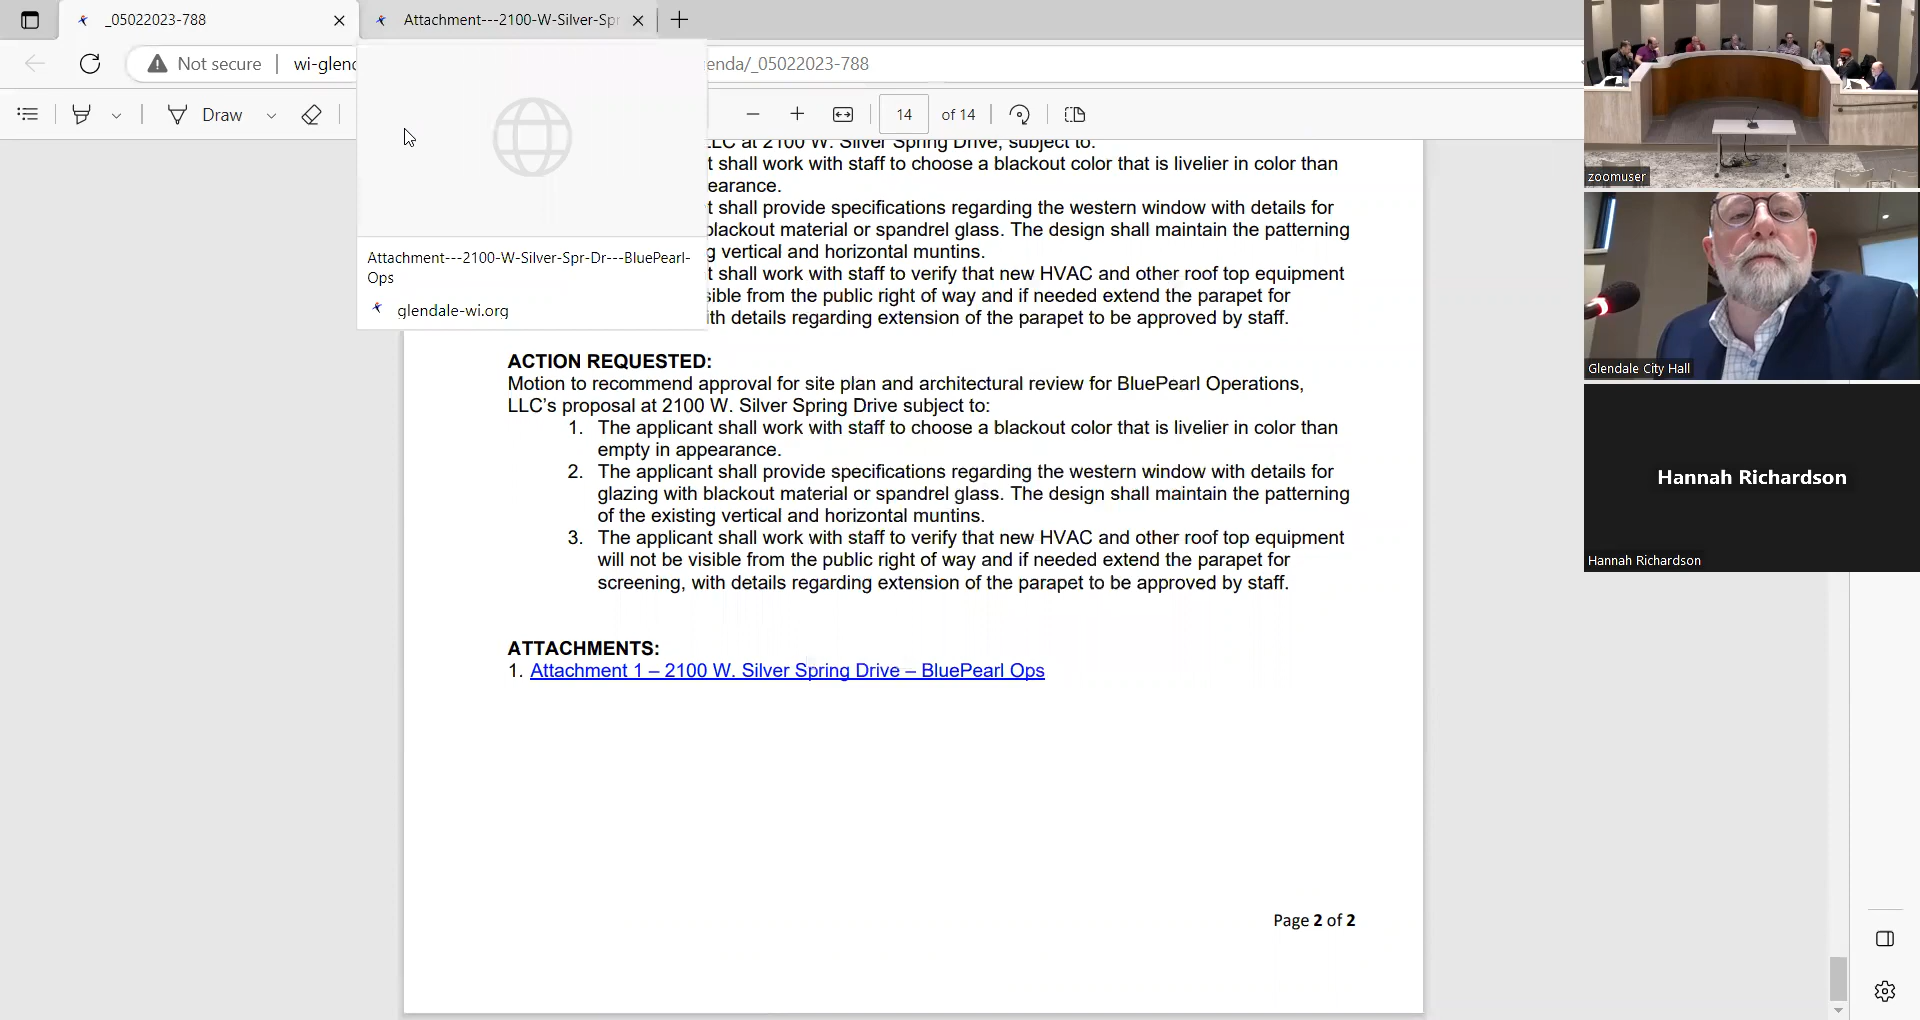 _05022023-788
Attachment---2100-W-Silver-Spr
Not secure
wi-glend
enda/_05022023-788
Draw
14
of 14
LLC at 2100 W. Silver Spring Drive, subject to:
t shall work with staff to choose a blackout color that is livelier in color than
earance.
t shall provide specifications regarding the western window with details for
blackout material or spandrel glass. The design shall maintain the patterning
g vertical and horizontal muntins.
t shall work with staff to verify that new HVAC and other roof top equipment
sible from the public right of way and if needed extend the parapet for
ith details regarding extension of the parapet to be approved by staff.
Attachment---2100-W-Silver-Spr-Dr---BluePearl-
Ops
glendale-wi.org
ACTION REQUESTED:
Motion to recommend approval for site plan and architectural review for BluePearl Operations,
LLC’s proposal at 2100 W. Silver Spring Drive subject to:
1. The applicant shall work with staff to choose a blackout color that is livelier in color than
empty in appearance.
2. The applicant shall provide specifications regarding the western window with details for
glazing with blackout material or spandrel glass. The design shall maintain the patterning
of the existing vertical and horizontal muntins.
3. The applicant shall work with staff to verify that new HVAC and other roof top equipment
will not be visible from the public right of way and if needed extend the parapet for
screening, with details regarding extension of the parapet to be approved by staff.
ATTACHMENTS:
1. Attachment 1 – 2100 W. Silver Spring Drive – BluePearl Ops
Page 2 of 2
zoomuser
Glendale City Hall
Hannah Richardson
Hannah Richardson